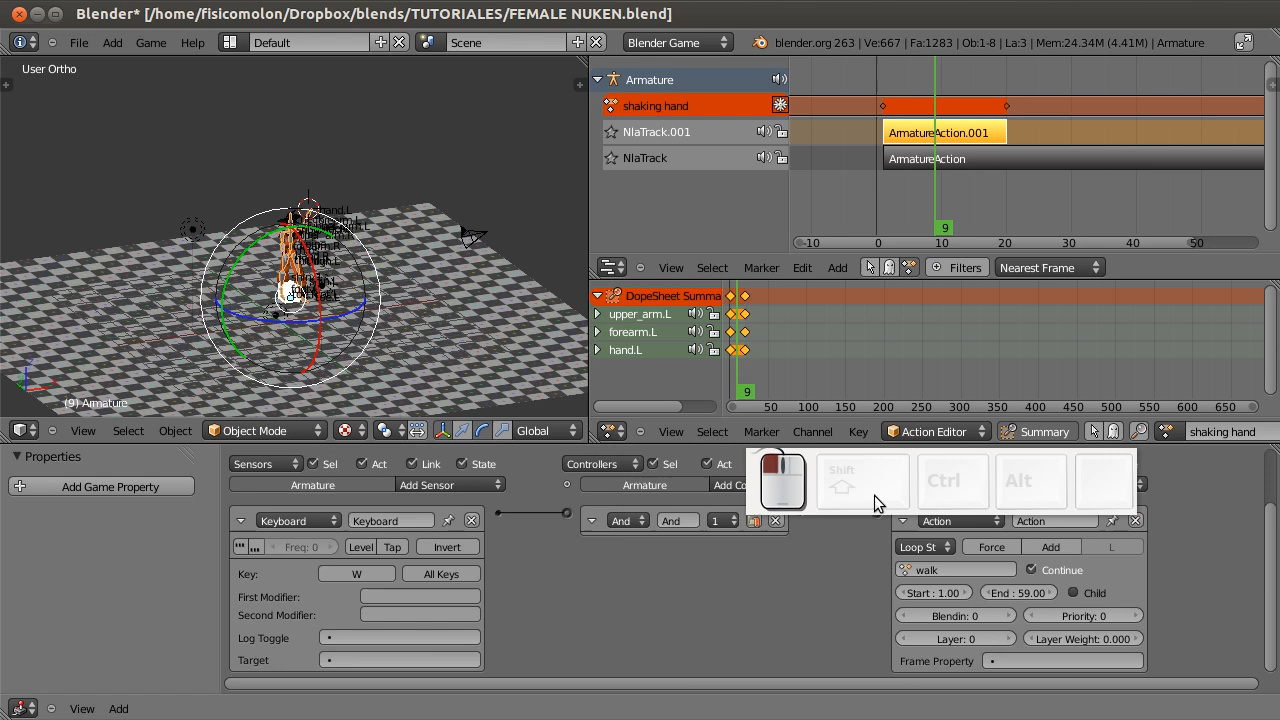 Blender* [/home/fisicomolon/Dropbox/blends/TUTORIALES/FEMALE NUKEN.blend]
File Add Game Help Default Scene Blender Game blender.org 263 | Ve:667 | Fa:1283 | Ob:1-8 | La:3 | Mem:24.34M (4.41M) | Armature
User Ortho
Armature
shaking hand
NlaTrack.001 ArmatureAction.001
NlaTrack ArmatureAction
9
-10 0 10 20 30 40 50
View Select Marker Edit Add Filters Nearest Frame
DopeSheet Summa
upper_arm.L
forearm.L
hand.L
9
50 100 150 200 250 300 350 400 450 500 550 600 650
(9) Armature
View Select Object Object Mode Global
View Select Marker Channel Key Action Editor Summary shaking hand
Properties
Add Game Property
Sensors Sel Act Link State
Controllers Sel Act
Armature Add Sensor
Armature Add Co
Shift Ctrl Alt
Keyboard Keyboard
And And 1
Action Action
Freq: 0 Level Tap Invert
Loop St Force Add L
Key: W All Keys
walk Continue
First Modifier:
Start : 1.00 End : 59.00 Child
Second Modifier:
Blendin: 0 Priority: 0
Log Toggle
Layer: 0 Layer Weight: 0.000
Target
Frame Property
View Add